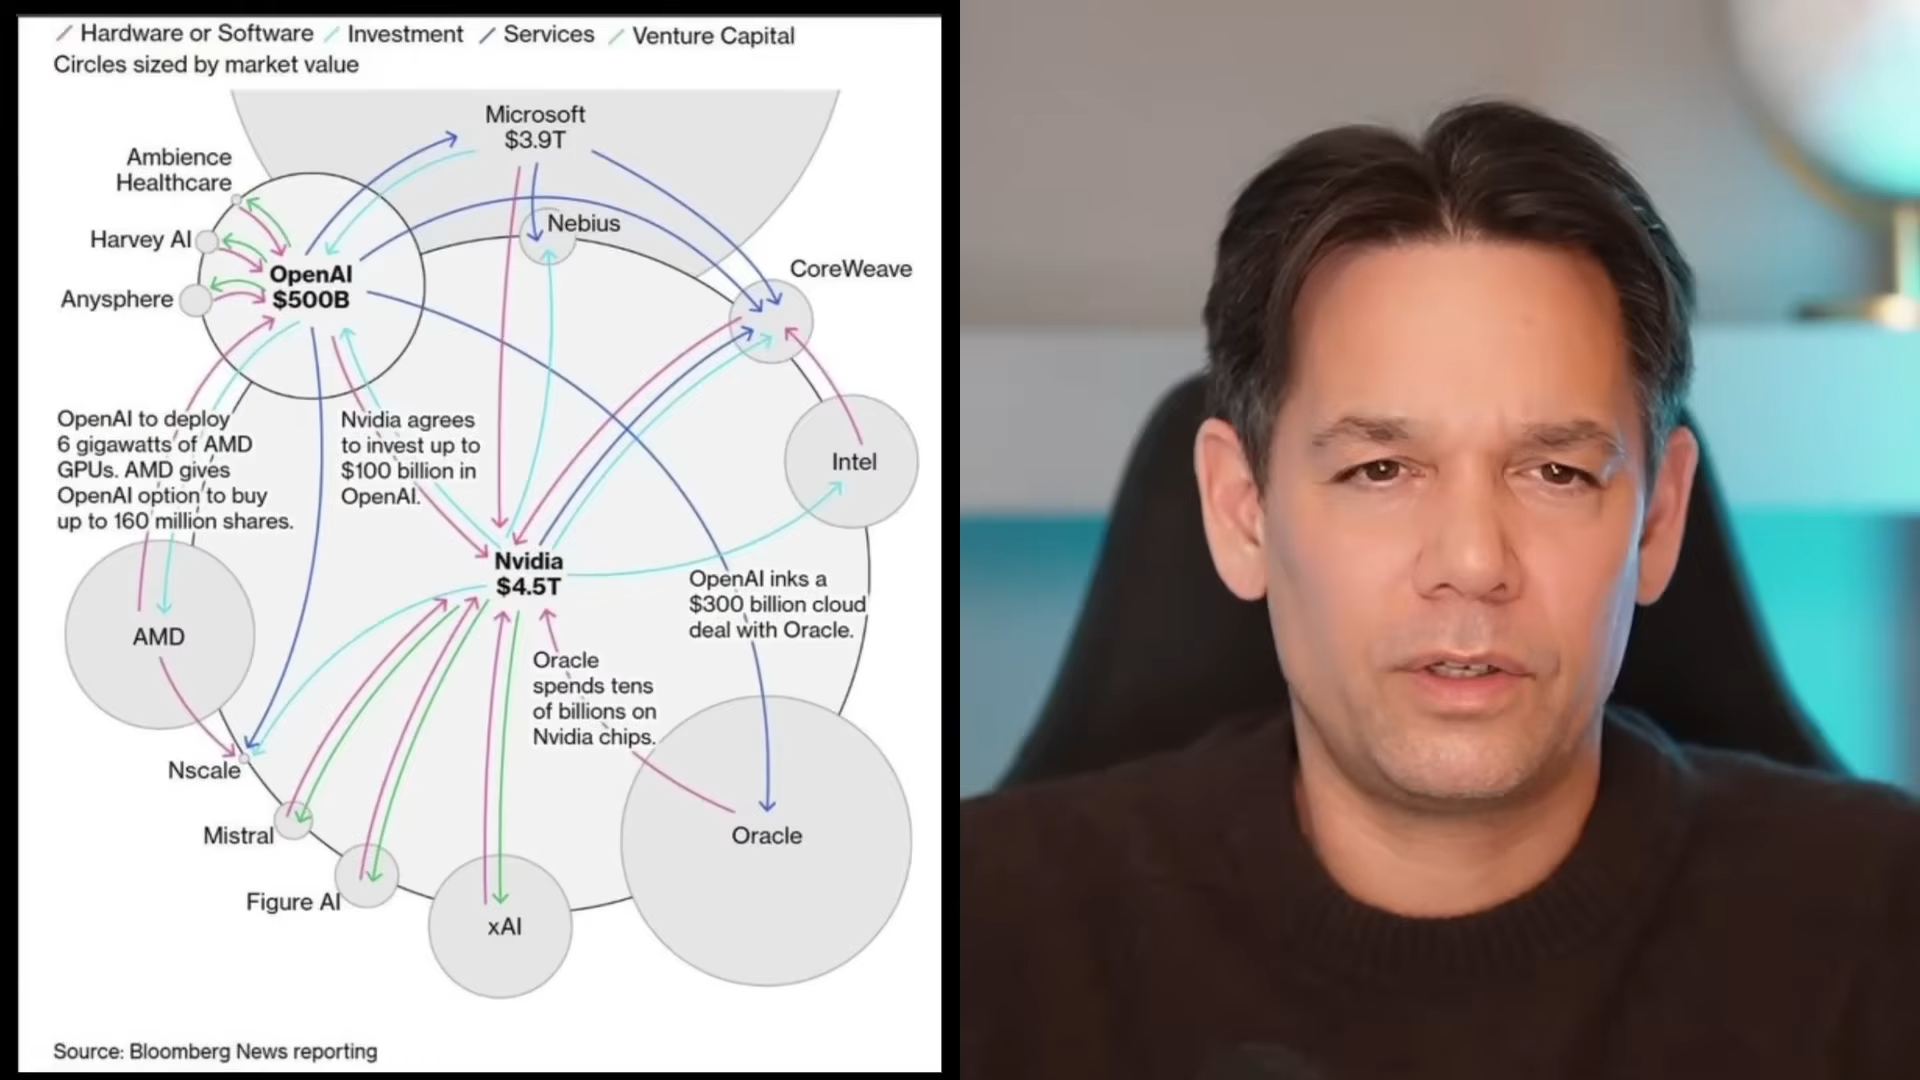 Hardware or Software Investment Services Venture Capital
Circles sized by market value
Microsoft
$3.9T
Ambience
Healthcare
Harvey AI
Nebius
OpenAI
$500B
CoreWeave
Anysphere
OpenAI to deploy
6 gigawatts of AMD
GPUs. AMD gives
OpenAI option to buy
up to 160 million shares.
Nvidia agrees
to invest up to
$100 billion in
OpenAI.
Intel
Nvidia
$4.5T
OpenAI inks a
$300 billion cloud
deal with Oracle.
AMD
Oracle
spends tens
of billions on
Nvidia chips.
Nscale
Mistral
Oracle
Figure AI
xAI
Source: Bloomberg News reporting